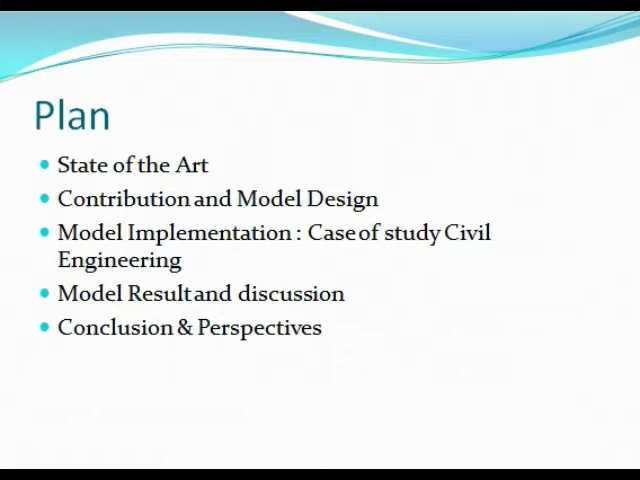 Plan
State of the Art
Contribution and Model Design
Model Implementation : Case of study Civil
Engineering
Model Result and discussion
Conclusion & Perspectives